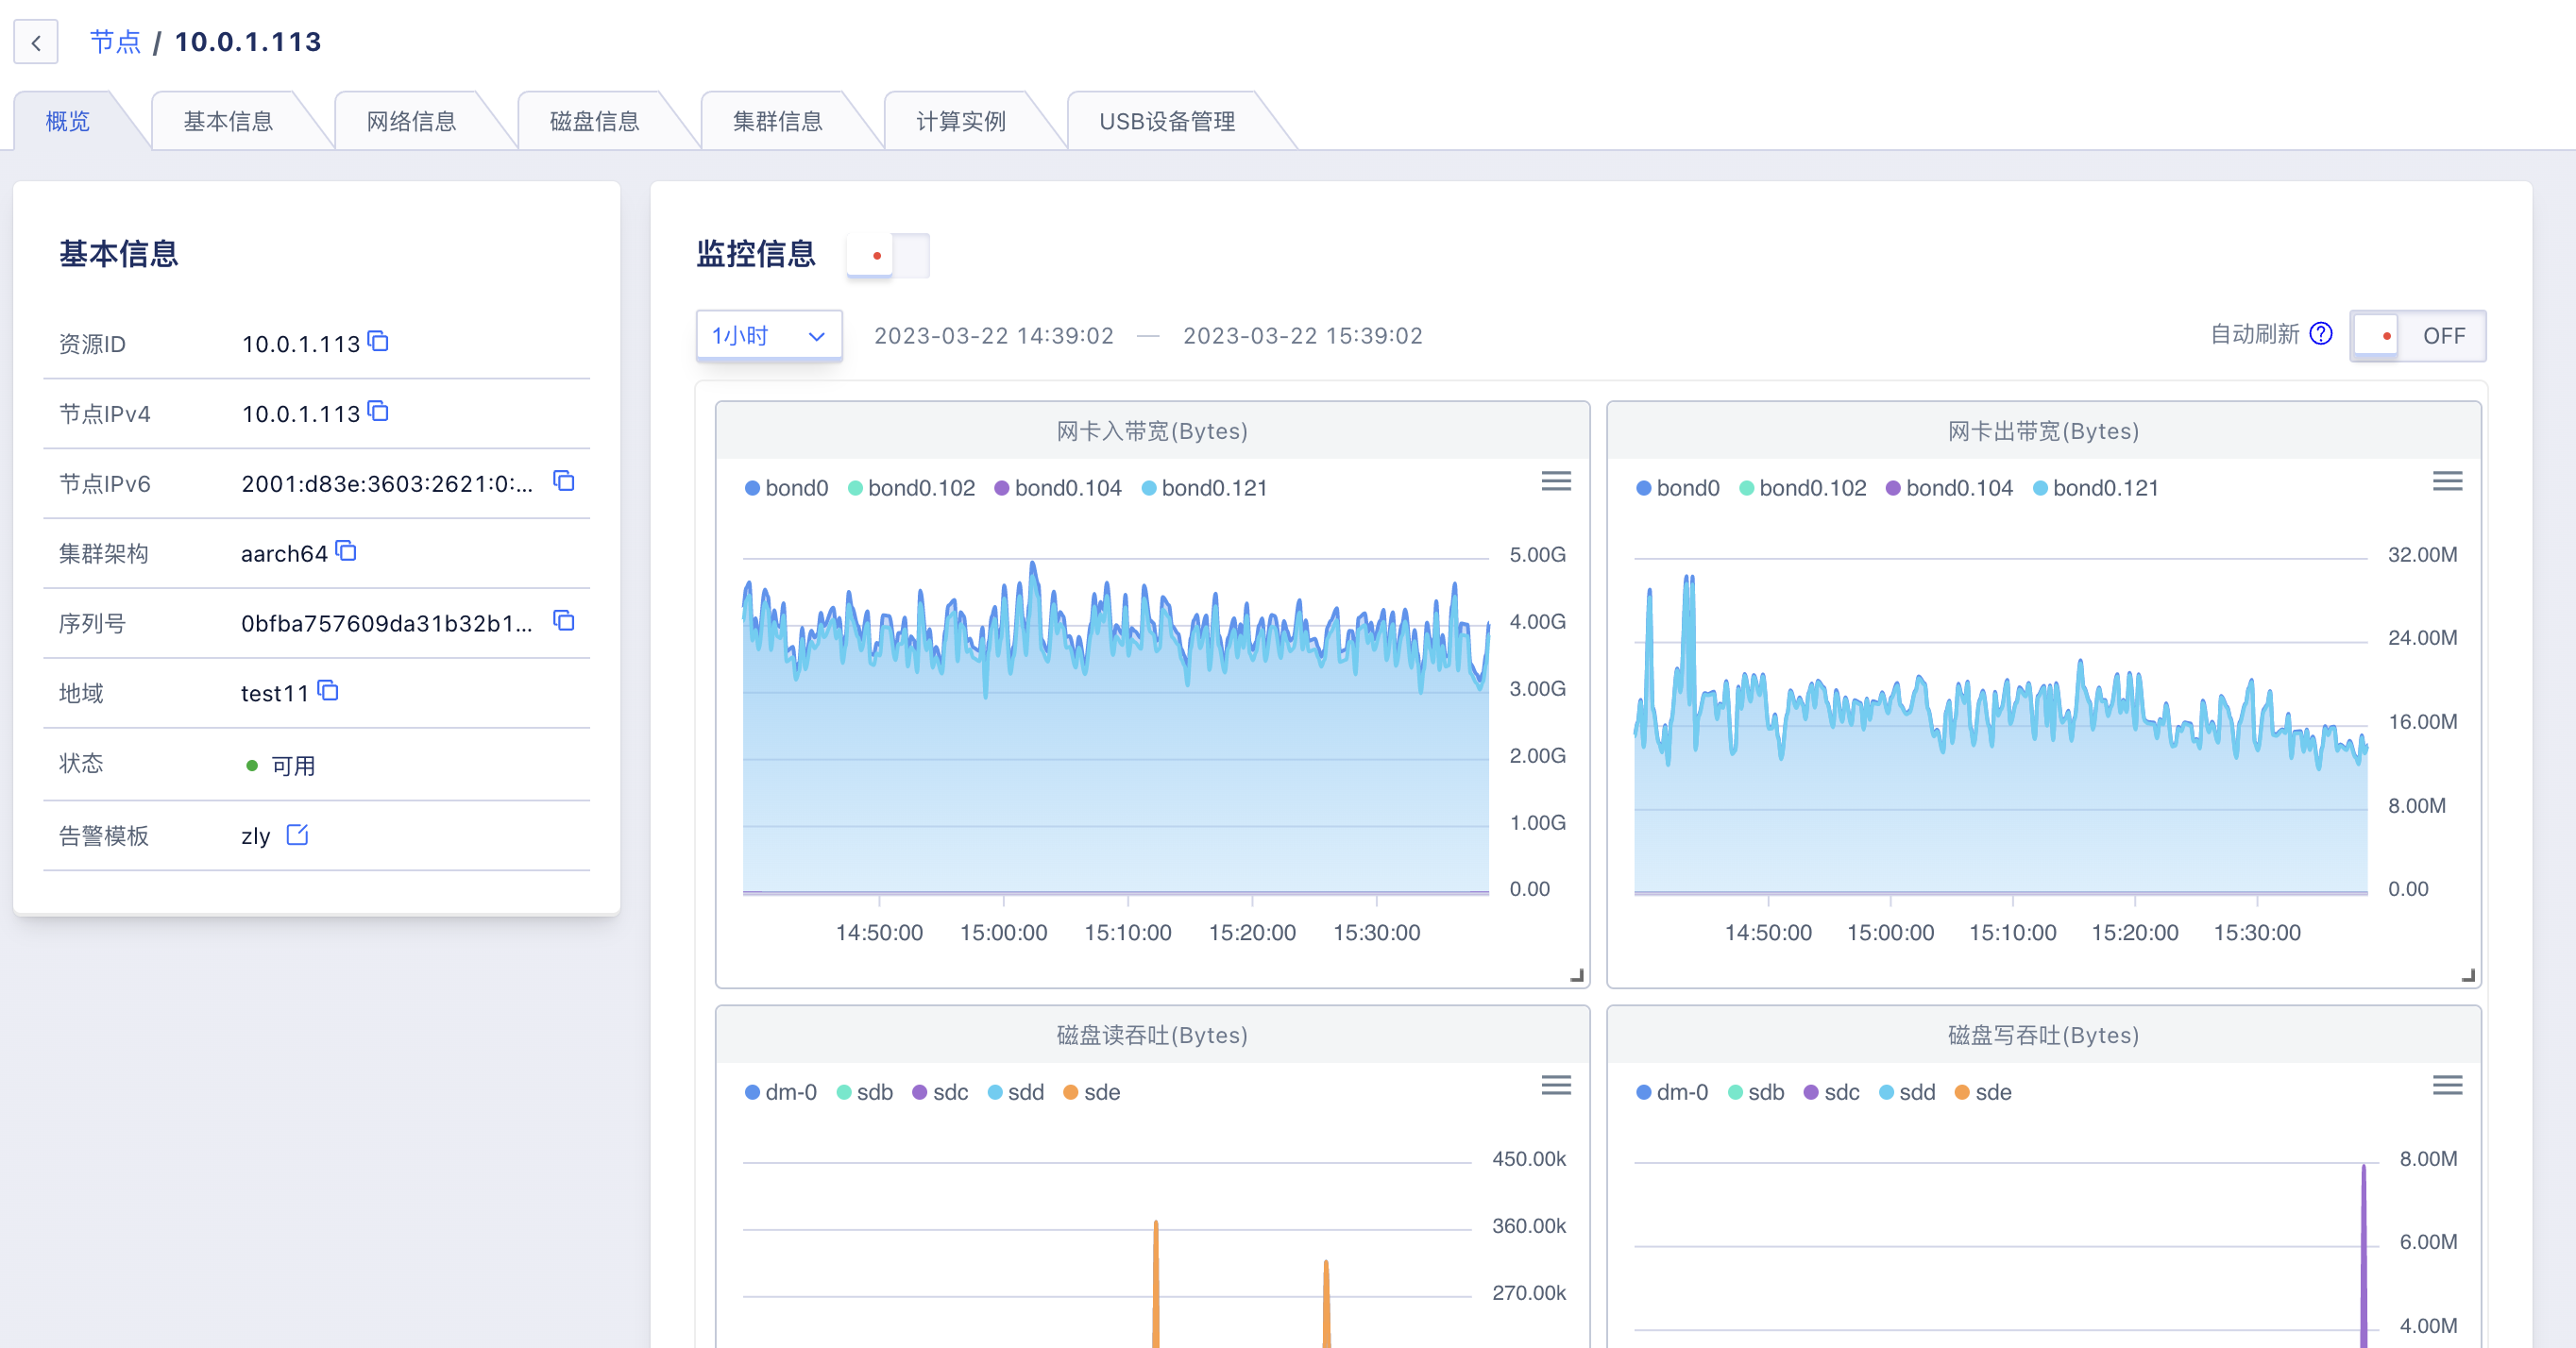 节点 / 10.0.1.113
概览 基本信息 网络信息 磁盘信息 集群信息 计算实例 USB设备管理
基本信息
资源ID 10.0.1.113
节点IPv4 10.0.1.113
节点IPv6 2001:d83e:3603:2621:0:...
集群架构 aarch64
序列号 0bfba757609da31b32b1...
地域 test11
状态 可用
告警模板 zly
监控信息
1小时 2023-03-22 14:39:02 — 2023-03-22 15:39:02 自动刷新 OFF
网卡入带宽(Bytes)
bond0 bond0.102 bond0.104 bond0.121
5.00G
4.00G
3.00G
2.00G
1.00G
0.00
14:50:00 15:00:00 15:10:00 15:20:00 15:30:00
网卡出带宽(Bytes)
bond0 bond0.102 bond0.104 bond0.121
32.00M
24.00M
16.00M
8.00M
0.00
14:50:00 15:00:00 15:10:00 15:20:00 15:30:00
磁盘读吞吐(Bytes)
dm-0 sdb sdc sdd sde
450.00k
360.00k
270.00k
磁盘写吞吐(Bytes)
dm-0 sdb sdc sdd sde
8.00M
6.00M
4.00M